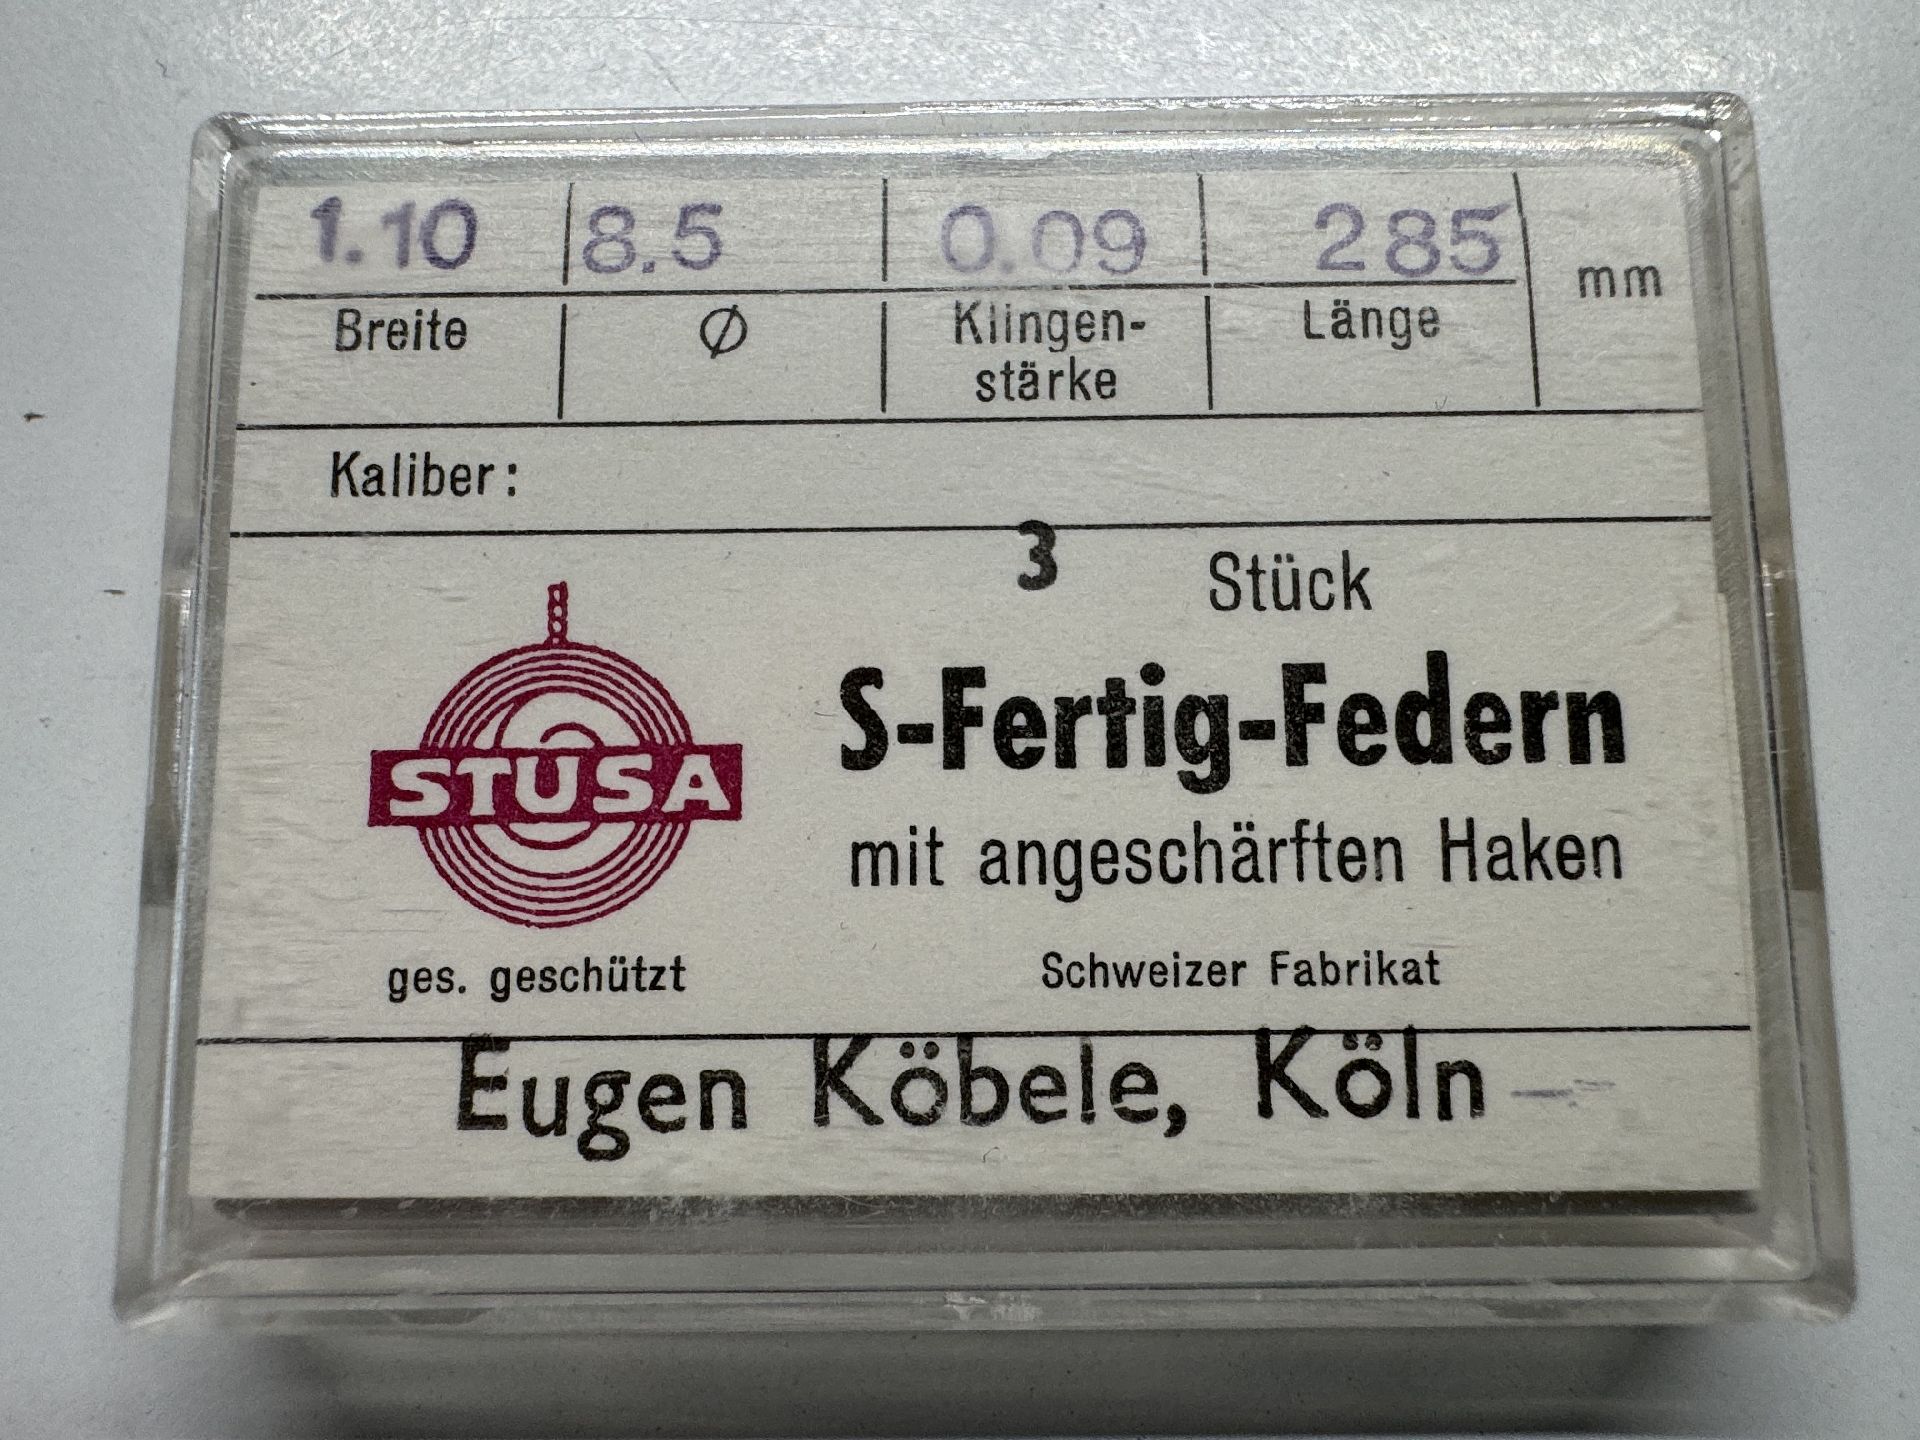 1.10 8.5 0.09 285 mm
Breite Ø Klingen- Länge
stärke
Kaliber:
3 Stück
S-Fertig-Federn
STUSA
mit angeschärften Haken
ges. geschützt Schweizer Fabrikat
Eugen Köbele, Köln